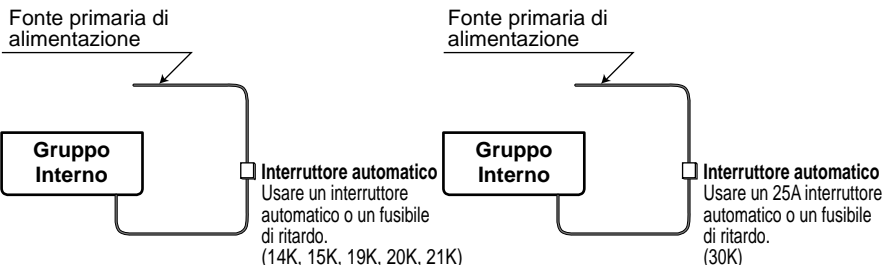 Fonte primaria di
alimentazione
Gruppo
Interno
Interruttore automatico
Usare un interruttore
automatico o un fusibile
di ritardo.
(14K, 15K, 19K, 20K, 21K)
Fonte primaria di
alimentazione
Gruppo
Interno
Interruttore automatico
Usare un 25A interruttore
automatico o un fusibile
di ritardo.
(30K)